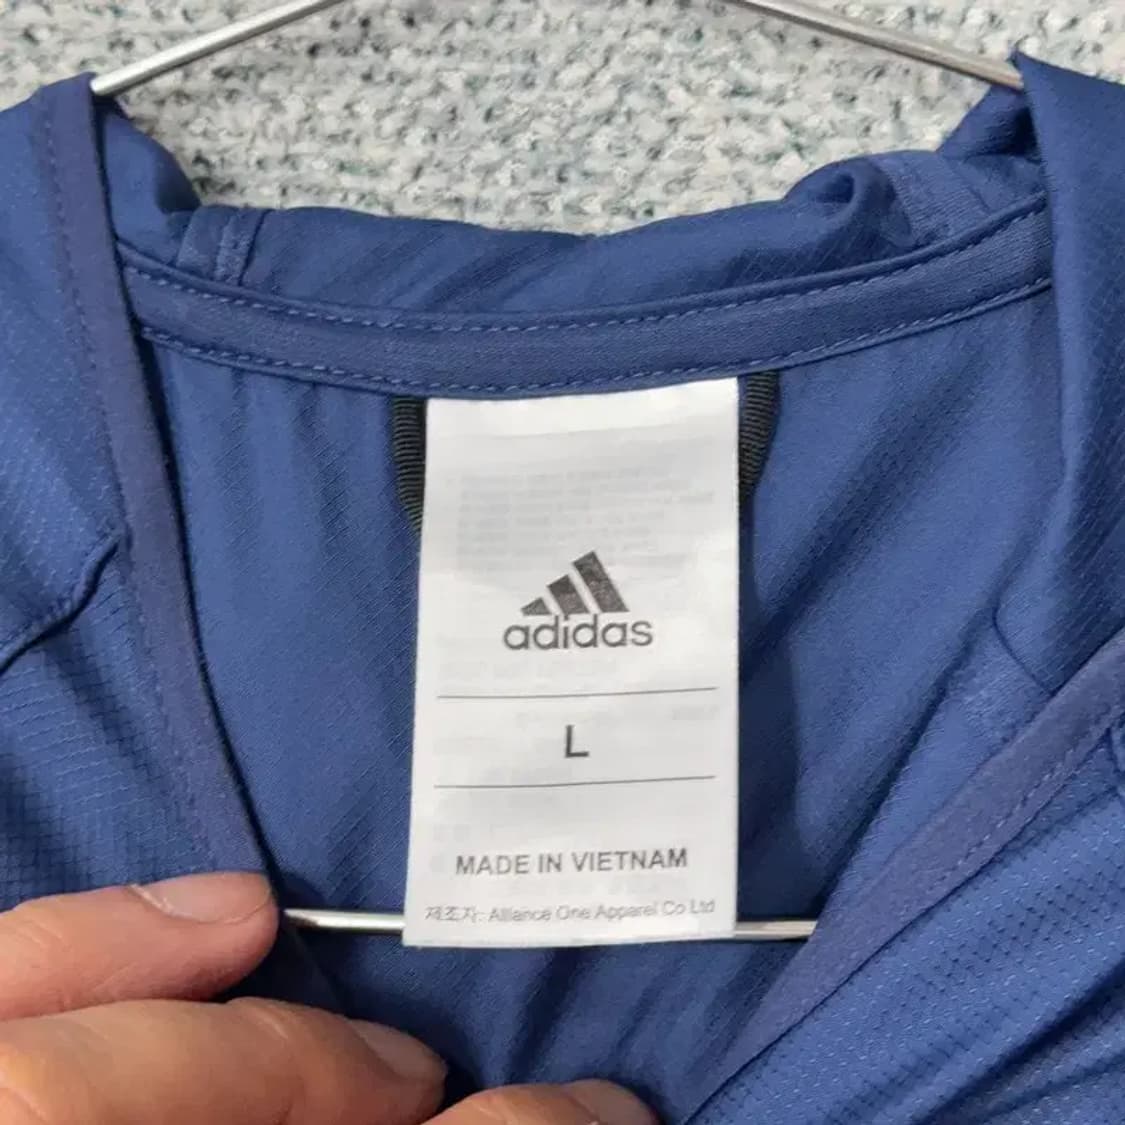 adidas
L
MADE IN VIETNAM
제조자: Alliance One Apparel Co Ltd